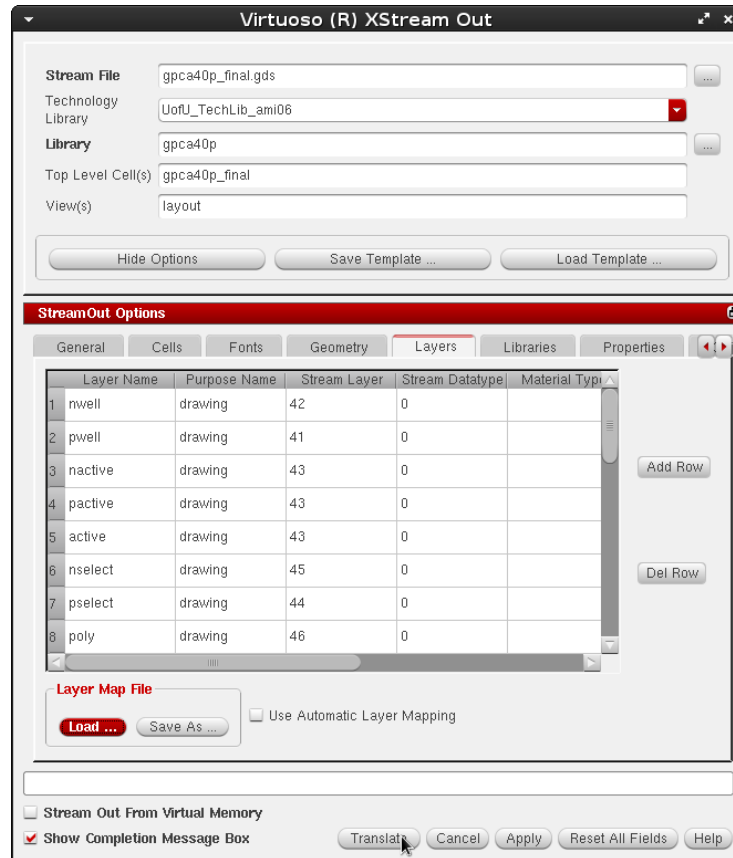 Virtuoso (R) XStream Out
Stream File gpca40p_final.gds ...
Technology Library UofU_TechLib_ami06
Library gpca40p ...
Top Level Cell(s) gpca40p_final
View(s) layout
Hide Options Save Template ... Load Template ...
StreamOut Options
General Cells Fonts Geometry Layers Libraries Properties
Layer Name Purpose Name Stream Layer Stream Datatype Material Typ
1 nwell drawing 42 0
2 pwell drawing 41 0
3 nactive drawing 43 0
4 pactive drawing 43 0
5 active drawing 43 0
6 nselect drawing 45 0
7 pselect drawing 44 0
8 poly drawing 46 0
Add Row
Del Row
Layer Map File
Load ... Save As ... Use Automatic Layer Mapping
Stream Out From Virtual Memory
Show Completion Message Box Translate Cancel Apply Reset All Fields Help